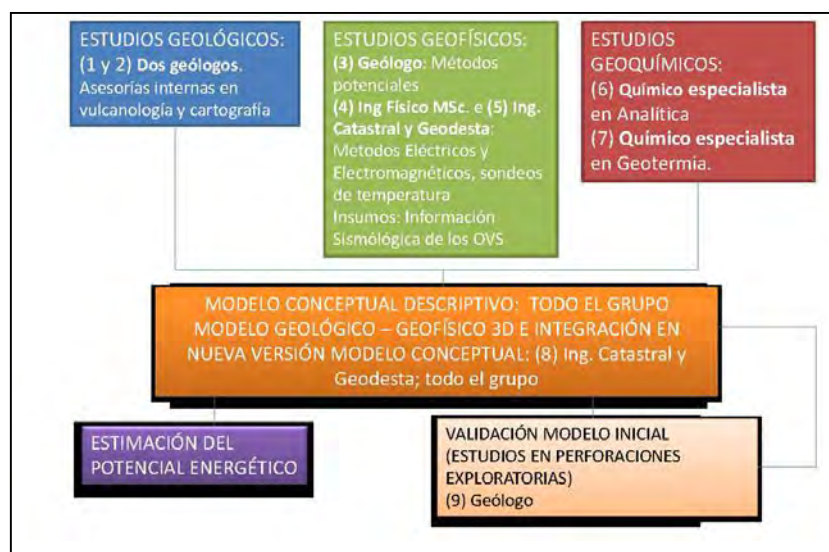 ESTUDIOS GEOLÓGICOS:
(1 y 2) Dos geólogos.
Asesorías internas en
vulcanología y cartografía
ESTUDIOS GEOFÍSICOS:
(3) Geólogo: Métodos
potenciales
(4) Ing Físico MSc. e (5) Ing.
Catastral y Geodesta:
Metodos Eléctricos y
Electromagnéticos, sondeos
de temperatura
Insumos: Información
Sismólógica de los OVS
ESTUDIOS
GEOQUÍMICOS:
(6) Químico especialista
en Analítica
(7) Químico especialista
en Geotermia.
MODELO CONCEPTUAL DESCRIPTIVO: TODO EL GRUPO
MODELO GEOLÓGICO – GEOFÍSICO 3D E INTEGRACIÓN EN
NUEVA VERSIÓN MODELO CONCEPTUAL: (8) Ing. Catastral y
Geodesta; todo el grupo
ESTIMACIÓN DEL
POTENCIAL ENERGÉTICO
VALIDACIÓN MODELO INICIAL
(ESTUDIOS EN PERFORACIONES
EXPLORATORIAS)
(9) Geólogo